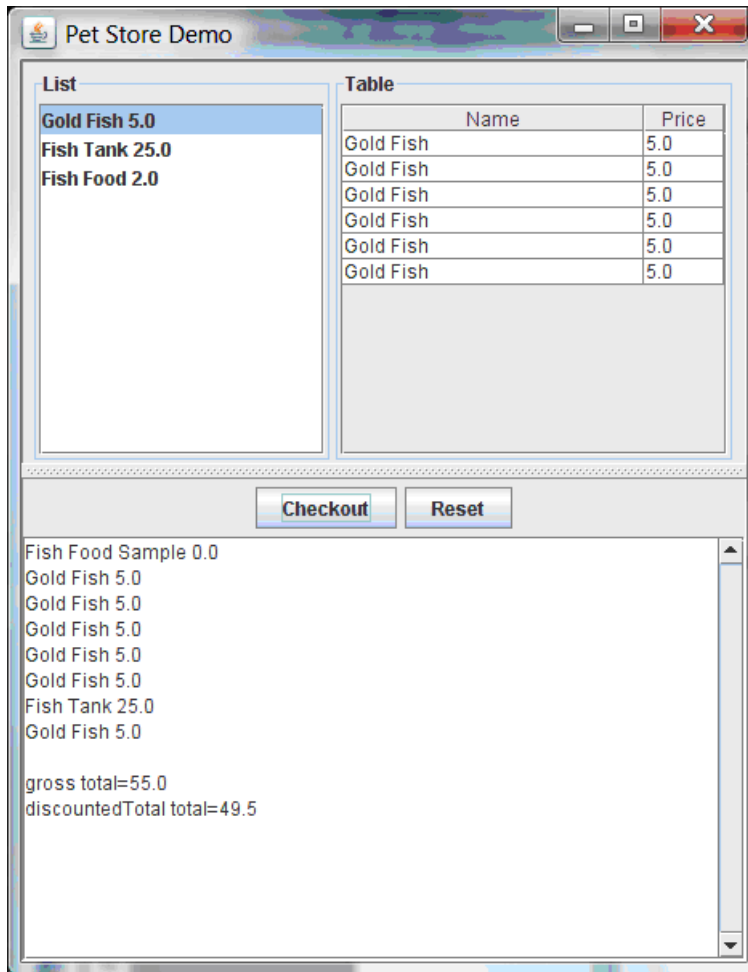 Pet Store Demo
List
Gold Fish 5.0
Fish Tank 25.0
Fish Food 2.0
Table
Name Price
Gold Fish 5.0
Gold Fish 5.0
Gold Fish 5.0
Gold Fish 5.0
Gold Fish 5.0
Gold Fish 5.0
Checkout Reset
Fish Food Sample 0.0
Gold Fish 5.0
Gold Fish 5.0
Gold Fish 5.0
Gold Fish 5.0
Gold Fish 5.0
Fish Tank 25.0
Gold Fish 5.0
gross total=55.0
discountedTotal total=49.5